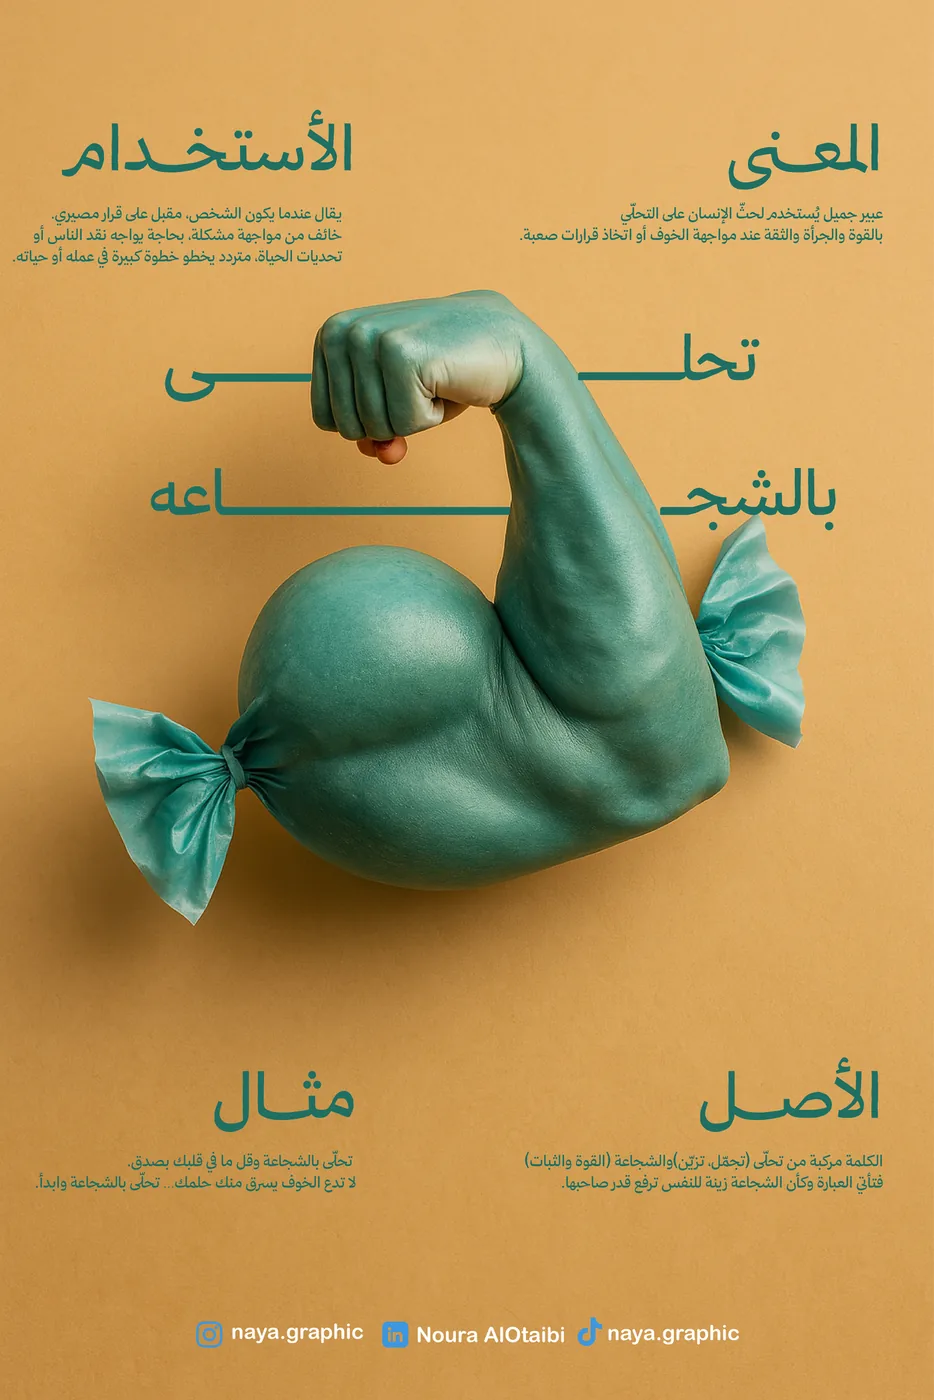 المعنى
عبير جميل يُستخدم لحثّ الإنسان على التحلّي
بالقوة والجرأة والثقة عند مواجهة الخوف أو اتخاذ قرارات صعبة.
الأستخدام
يقال عندما يكون الشخص، مقبل على قرار مصيري.
خائف من مواجهة مشكلة، بحاجة يواجه نقد الناس أو
تحديات الحياة، متردد يخطو خطوة كبيرة في عمله أو حياته.
تحلى
بالشجاعه
الأصل
الكلمة مركبة من تحلّى (تجمّل، تزيّن)والشجاعة (القوة والثبات)
فتأتي العبارة وكأن الشجاعة زينة للنفس ترفع قدر صاحبها.
مثال
تحلّى بالشجاعة وقل ما في قلبك بصدق.
لا تدع الخوف يسرق منك حلمك... تحلّى بالشجاعة وابدأ.
naya.graphic in Noura AlOtaibi naya.graphic